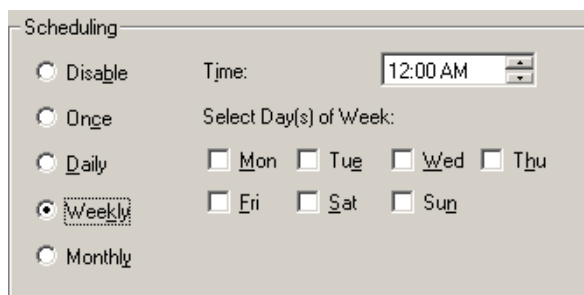 Scheduling
Disable Time: 12:00 AM
Once Select Day(s) of Week:
Daily Mon Tue Wed Thu
Weekly Fri Sat Sun
Monthly